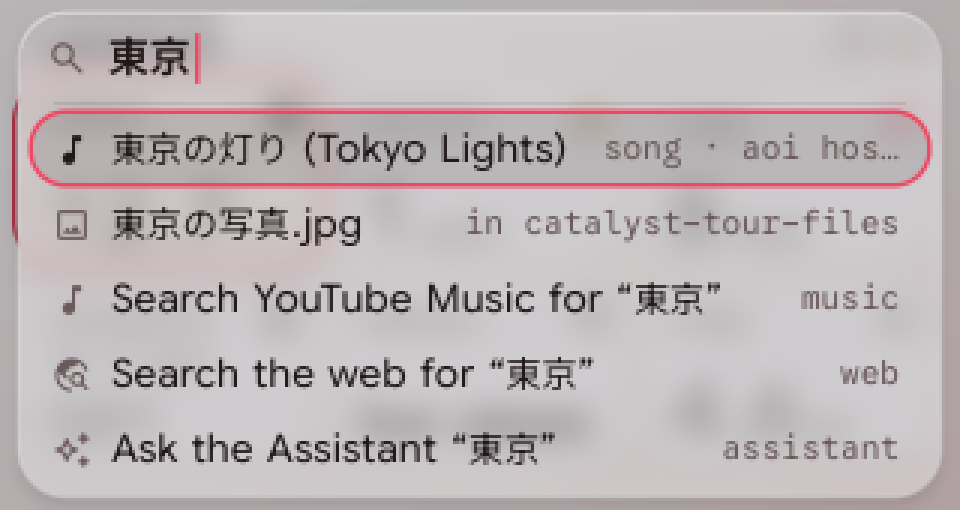 東京
東京の灯り (Tokyo Lights) song · aoi hos…
東京の写真.jpg in catalyst-tour-files
Search YouTube Music for “東京” music
Search the web for “東京” web
Ask the Assistant “東京” assistant